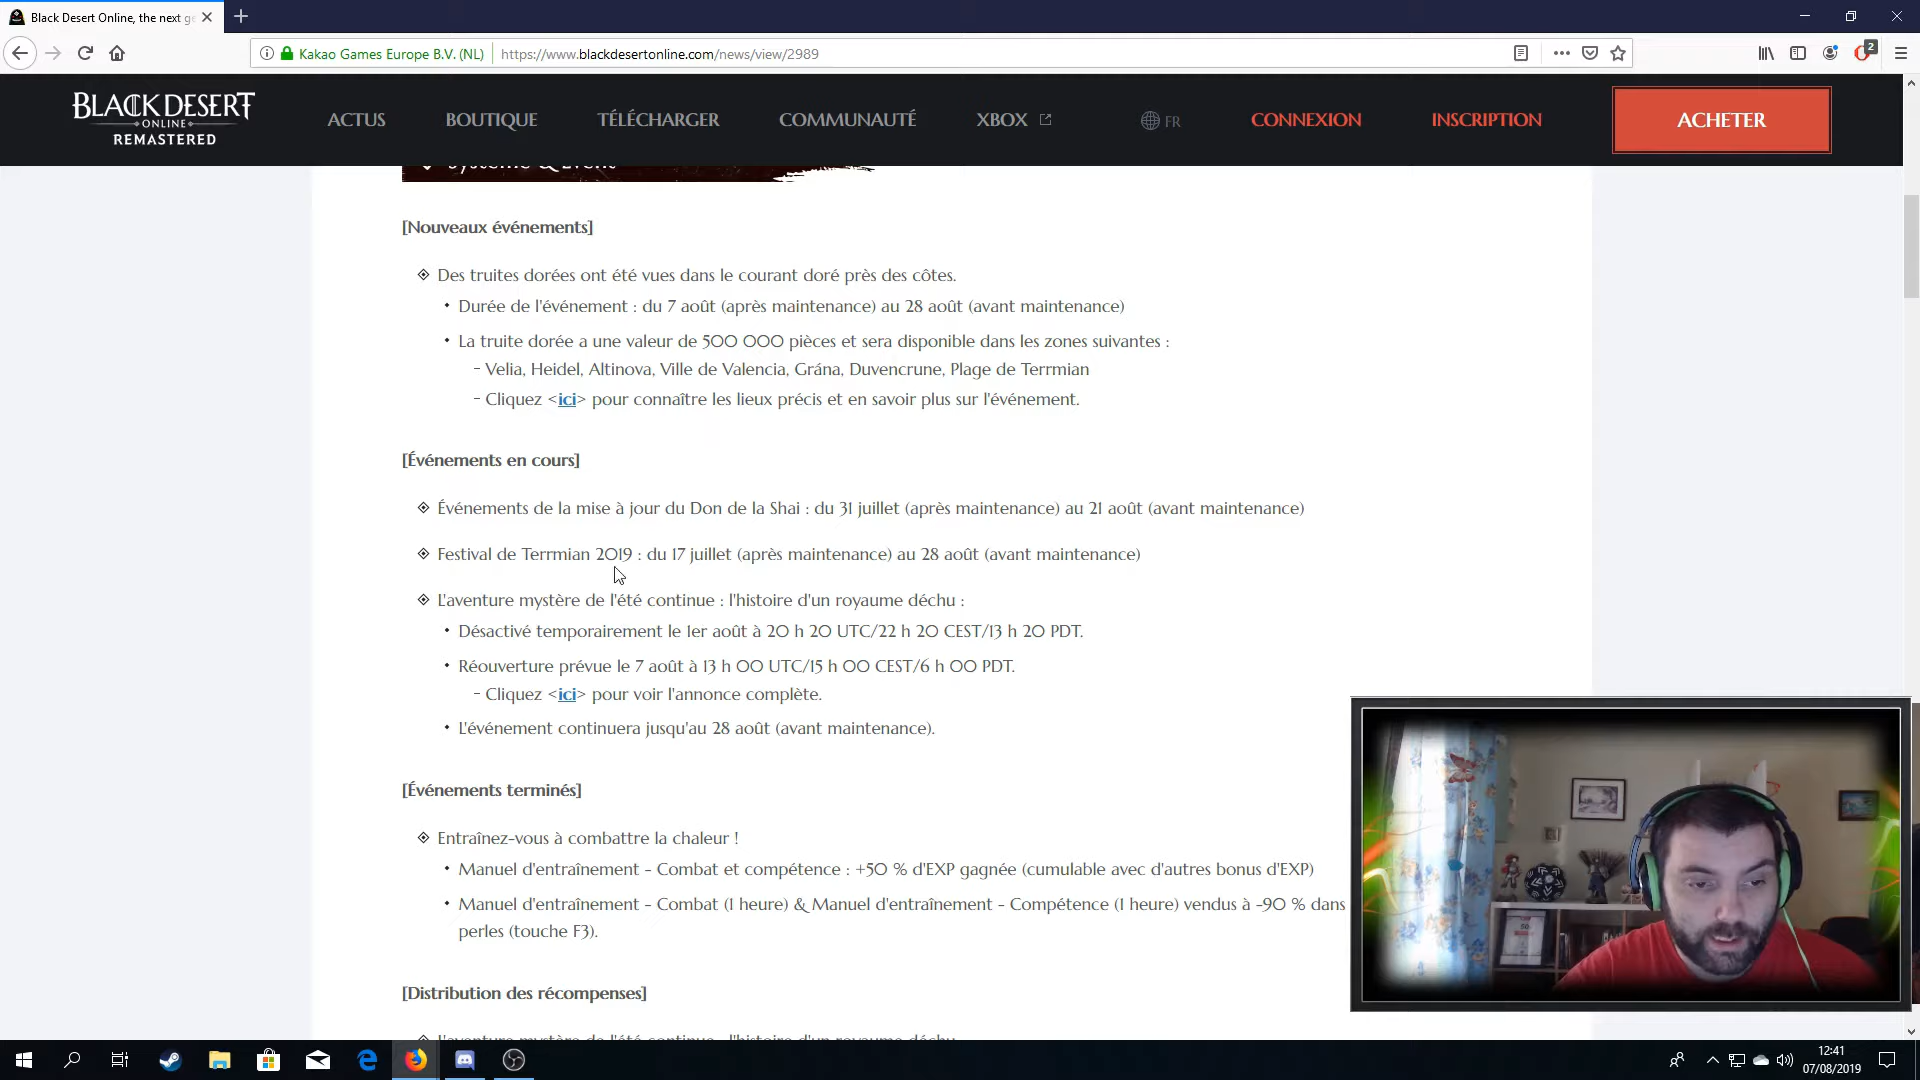 Black Desert Online, the next ge
Kakao Games Europe B.V. (NL)
https://www.blackdesertonline.com/news/view/2989
2
BLACK DESERT
ONLINE
REMASTERED
ACTUS
BOUTIQUE
TÉLÉCHARGER
COMMUNAUTÉ
XBOX
FR
CONNEXION
INSCRIPTION
ACHETER
Système & Event
[Nouveaux événements]
Des truites dorées ont été vues dans le courant doré près des côtes.
Durée de l'événement : du 7 août (après maintenance) au 28 août (avant maintenance)
La truite dorée a une valeur de 500 000 pièces et sera disponible dans les zones suivantes :
- Velia, Heidel, Altinova, Ville de Valencia, Grána, Duvencrune, Plage de Terrmian
- Cliquez <ici> pour connaître les lieux précis et en savoir plus sur l'événement.
[Événements en cours]
Événements de la mise à jour du Don de la Shai : du 31 juillet (après maintenance) au 21 août (avant maintenance)
Festival de Terrmian 2019 : du 17 juillet (après maintenance) au 28 août (avant maintenance)
L'aventure mystère de l'été continue : l'histoire d'un royaume déchu :
Désactivé temporairement le 1er août à 20 h 20 UTC/22 h 20 CEST/13 h 20 PDT.
Réouverture prévue le 7 août à 13 h 00 UTC/15 h 00 CEST/6 h 00 PDT.
- Cliquez <ici> pour voir l'annonce complète.
L'événement continuera jusqu'au 28 août (avant maintenance).
[Événements terminés]
Entraînez-vous à combattre la chaleur !
Manuel d'entraînement - Combat et compétence : +50 % d'EXP gagnée (cumulable avec d'autres bonus d'EXP)
Manuel d'entraînement - Combat (1 heure) & Manuel d'entraînement - Compétence (1 heure) vendus à -90 % dans
perles (touche F3).
[Distribution des récompenses]
L'aventure mystère de l'été continue : l'histoire d'un royaume déchu
12:41
07/08/2019